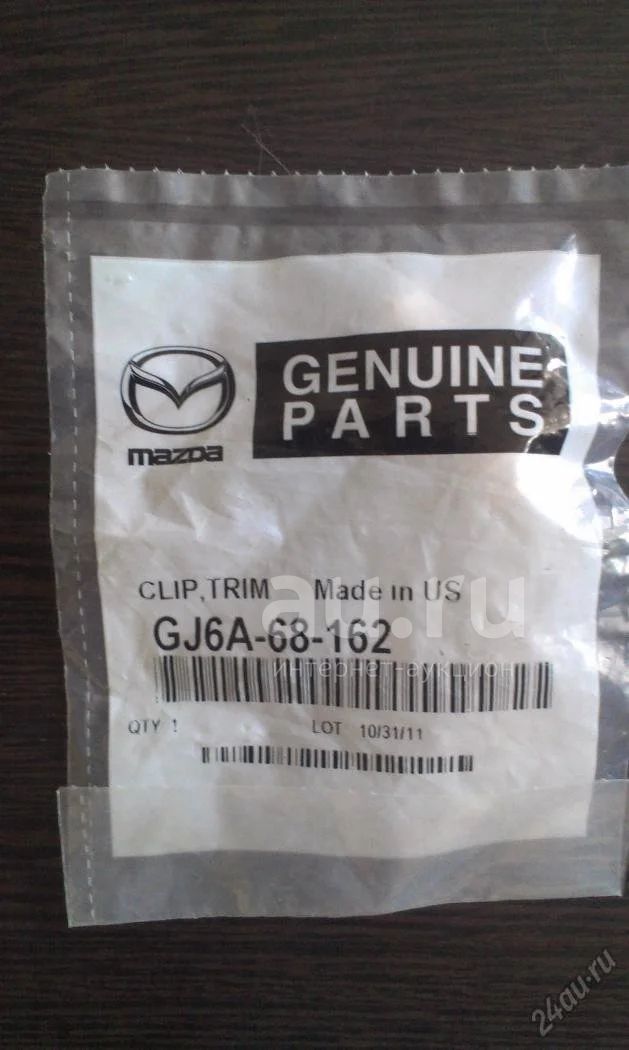 GENUINE
PARTS
mazda
CLIP,TRIM Made in US
au.ru
GJ6A-68-162
интернет-аукцион
QTY 1 LOT 10/31/11
24au.ru